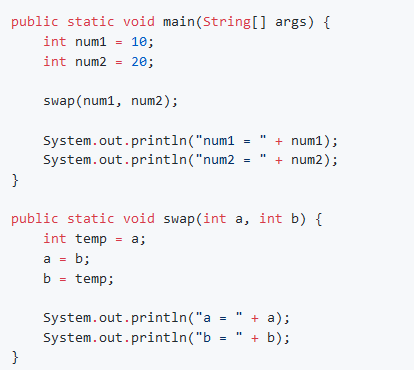 public static void main(String[] args) {
    int num1 = 10;
    int num2 = 20;

    swap(num1, num2);

    System.out.println("num1 = " + num1);
    System.out.println("num2 = " + num2);
}

public static void swap(int a, int b) {
    int temp = a;
    a = b;
    b = temp;

    System.out.println("a = " + a);
    System.out.println("b = " + b);
}